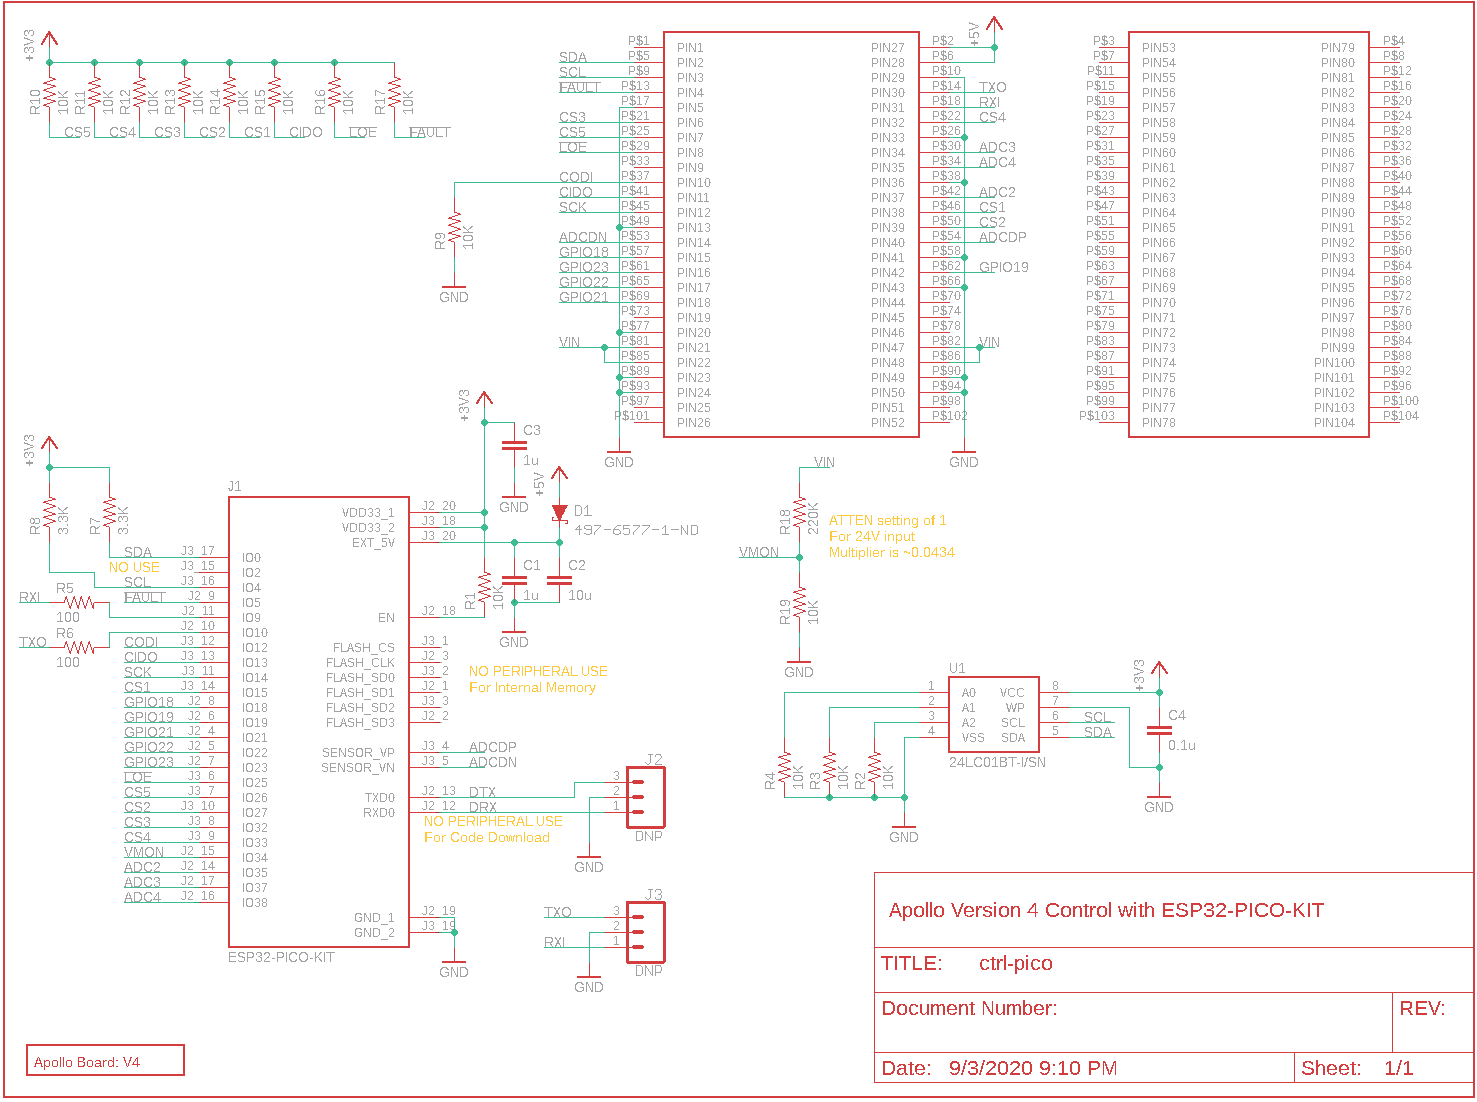 +3V3
R10 10K
R11 10K
R12 10K
R13 10K
R14 10K
R15 10K
R16 10K
R17 10K
CS5 CS4 CS3 CS2 CS1 CIDO LOE FAULT
R9 10K
GND
+5V
P$1 PIN1 PIN27 P$2
SDA P$5 PIN2 PIN28 P$6
SCL P$9 PIN3 PIN29 P$10
FAULT P$13 PIN4 PIN30 P$14 TXO
P$17 PIN5 PIN31 P$18 RXI
CS3 P$21 PIN6 PIN32 P$22 CS4
CS5 P$25 PIN7 PIN33 P$26
LOE P$29 PIN8 PIN34 P$30 ADC3
P$33 PIN9 PIN35 P$34 ADC4
CODI P$37 PIN10 PIN36 P$38
CIDO P$41 PIN11 PIN37 P$42 ADC2
SCK P$45 PIN12 PIN38 P$46 CS1
P$49 PIN13 PIN39 P$50 CS2
ADCDN P$53 PIN14 PIN40 P$54 ADCDP
GPIO18 P$57 PIN15 PIN41 P$58
GPIO23 P$61 PIN16 PIN42 P$62 GPIO19
GPIO22 P$65 PIN17 PIN43 P$66
GPIO21 P$69 PIN18 PIN44 P$70
P$73 PIN19 PIN45 P$74
P$77 PIN20 PIN46 P$78
VIN P$81 PIN21 PIN47 P$82 VIN
P$85 PIN22 PIN48 P$86
P$89 PIN23 PIN49 P$90
P$93 PIN24 PIN50 P$94
P$97 PIN25 PIN51 P$98
P$101 PIN26 PIN52 P$102
GND GND
P$3 PIN53 PIN79 P$4
P$7 PIN54 PIN80 P$8
P$11 PIN55 PIN81 P$12
P$15 PIN56 PIN82 P$16
P$19 PIN57 PIN83 P$20
P$23 PIN58 PIN84 P$24
P$27 PIN59 PIN85 P$28
P$31 PIN60 PIN86 P$32
P$35 PIN61 PIN87 P$36
P$39 PIN62 PIN88 P$40
P$43 PIN63 PIN89 P$44
P$47 PIN64 PIN90 P$48
P$51 PIN65 PIN91 P$52
P$55 PIN66 PIN92 P$56
P$59 PIN67 PIN93 P$60
P$63 PIN68 PIN94 P$64
P$67 PIN69 PIN95 P$68
P$71 PIN70 PIN96 P$72
P$75 PIN71 PIN97 P$76
P$79 PIN72 PIN98 P$80
P$83 PIN73 PIN99 P$84
P$87 PIN74 PIN100 P$88
P$91 PIN75 PIN101 P$92
P$95 PIN76 PIN102 P$96
P$99 PIN77 PIN103 P$100
P$103 PIN78 PIN104 P$104
+3V3
R8 3.3K
R7 3.3K
J1
SDA J3 17 IO0
NO USE J3 15 IO2
SCL J3 16 IO4
FAULT J2 9 IO5
RXI R5 100 J2 11 IO9
TXO R6 100 J2 10 IO10
CODI J3 12 IO12
CIDO J3 13 IO13
SCK J3 11 IO14
CS1 J3 14 IO15
GPIO18 J2 8 IO18
GPIO19 J2 6 IO19
GPIO21 J2 4 IO21
GPIO22 J2 5 IO22
GPIO23 J2 7 IO23
LOE J3 6 IO25
CS5 J3 7 IO26
CS2 J3 10 IO27
CS3 J3 8 IO32
CS4 J3 9 IO33
VMON J2 15 IO34
ADC2 J2 14 IO35
ADC3 J2 17 IO37
ADC4 J2 16 IO38
VDD33_1 J2 20
VDD33_2 J3 18
EXT_5V J3 20
EN J2 18
FLASH_CS J3 1
FLASH_CLK J2 3
FLASH_SD0 J3 2
FLASH_SD1 J2 1
FLASH_SD2 J3 3
FLASH_SD3 J2 2
SENSOR_VP J3 4 ADCDP
SENSOR_VN J3 5 ADCDN
TXD0 J2 13 DTX
RXD0 J2 12 DRX
GND_1 J2 19
GND_2 J3 19
GND
ESP32-PICO-KIT
+3V3
C3
1u
GND
+5V
D1
497-6577-1-ND
R1 10K
C1
1u
C2
10u
GND
NO PERIPHERAL USE
For Internal Memory
NO PERIPHERAL USE
For Code Download
J2
3
2
1
DNP
GND
J3
TXO 3
2
RXI 1
DNP
GND
VIN
R18 220K
VMON
R19 10K
GND
ATTEN setting of 1
For 24V input
Multiplier is ~0.0434
U1
1 A0 VCC 8
2 A1 WP 7
3 A2 SCL 6 SCL
4 VSS SDA 5 SDA
24LC01BT-I/SN
R4 10K
R3 10K
R2 10K
GND
+3V3
C4
0.1u
GND
Apollo Version 4 Control with ESP32-PICO-KIT
TITLE: ctrl-pico
Document Number:
REV:
Date: 9/3/2020 9:10 PM
Sheet: 1/1
Apollo Board: V4